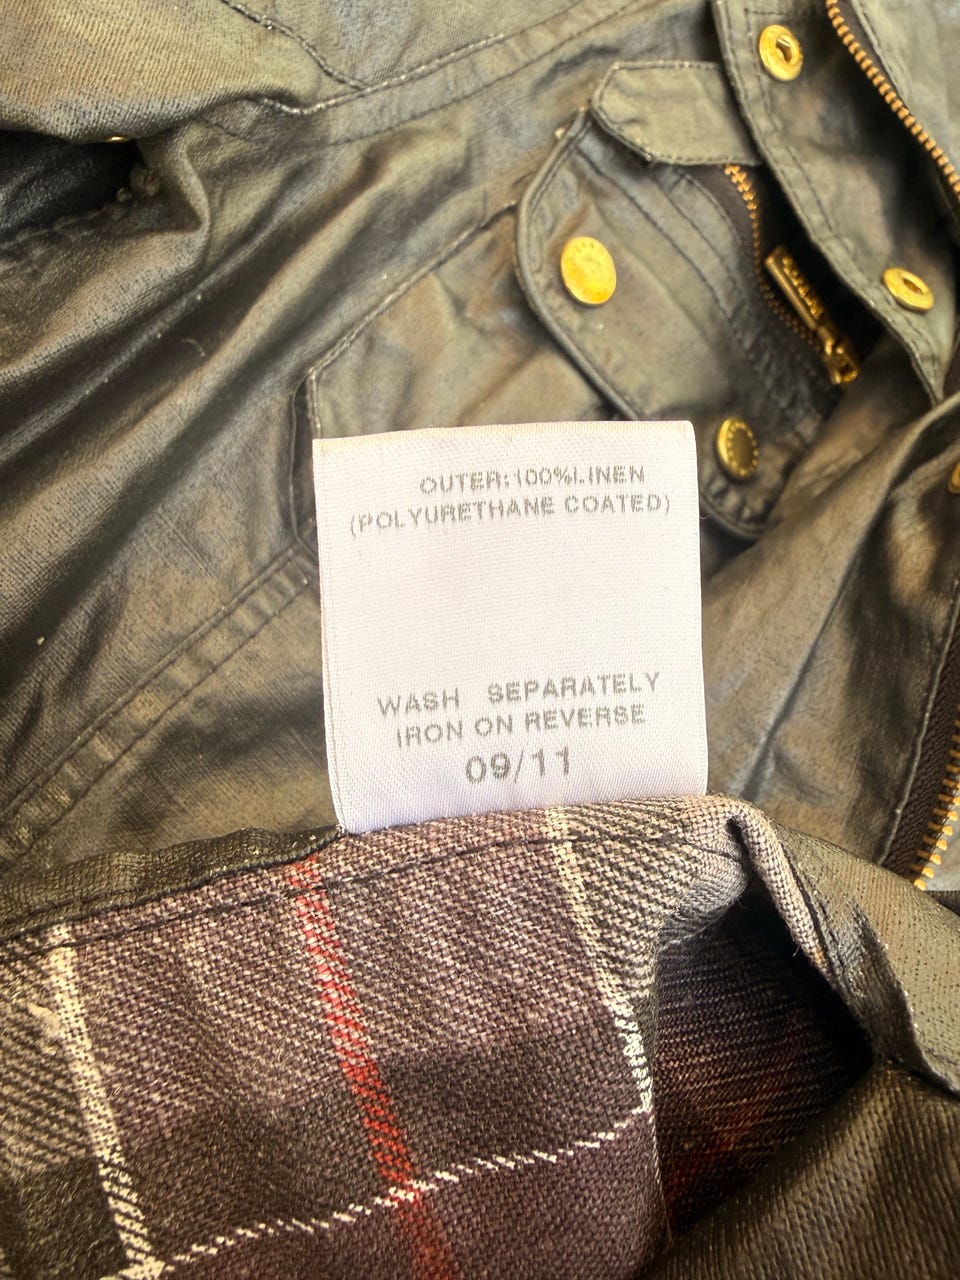 OUTER:100%LINEN
(POLYURETHANE COATED)
WASH SEPARATELY
IRON ON REVERSE
09/11